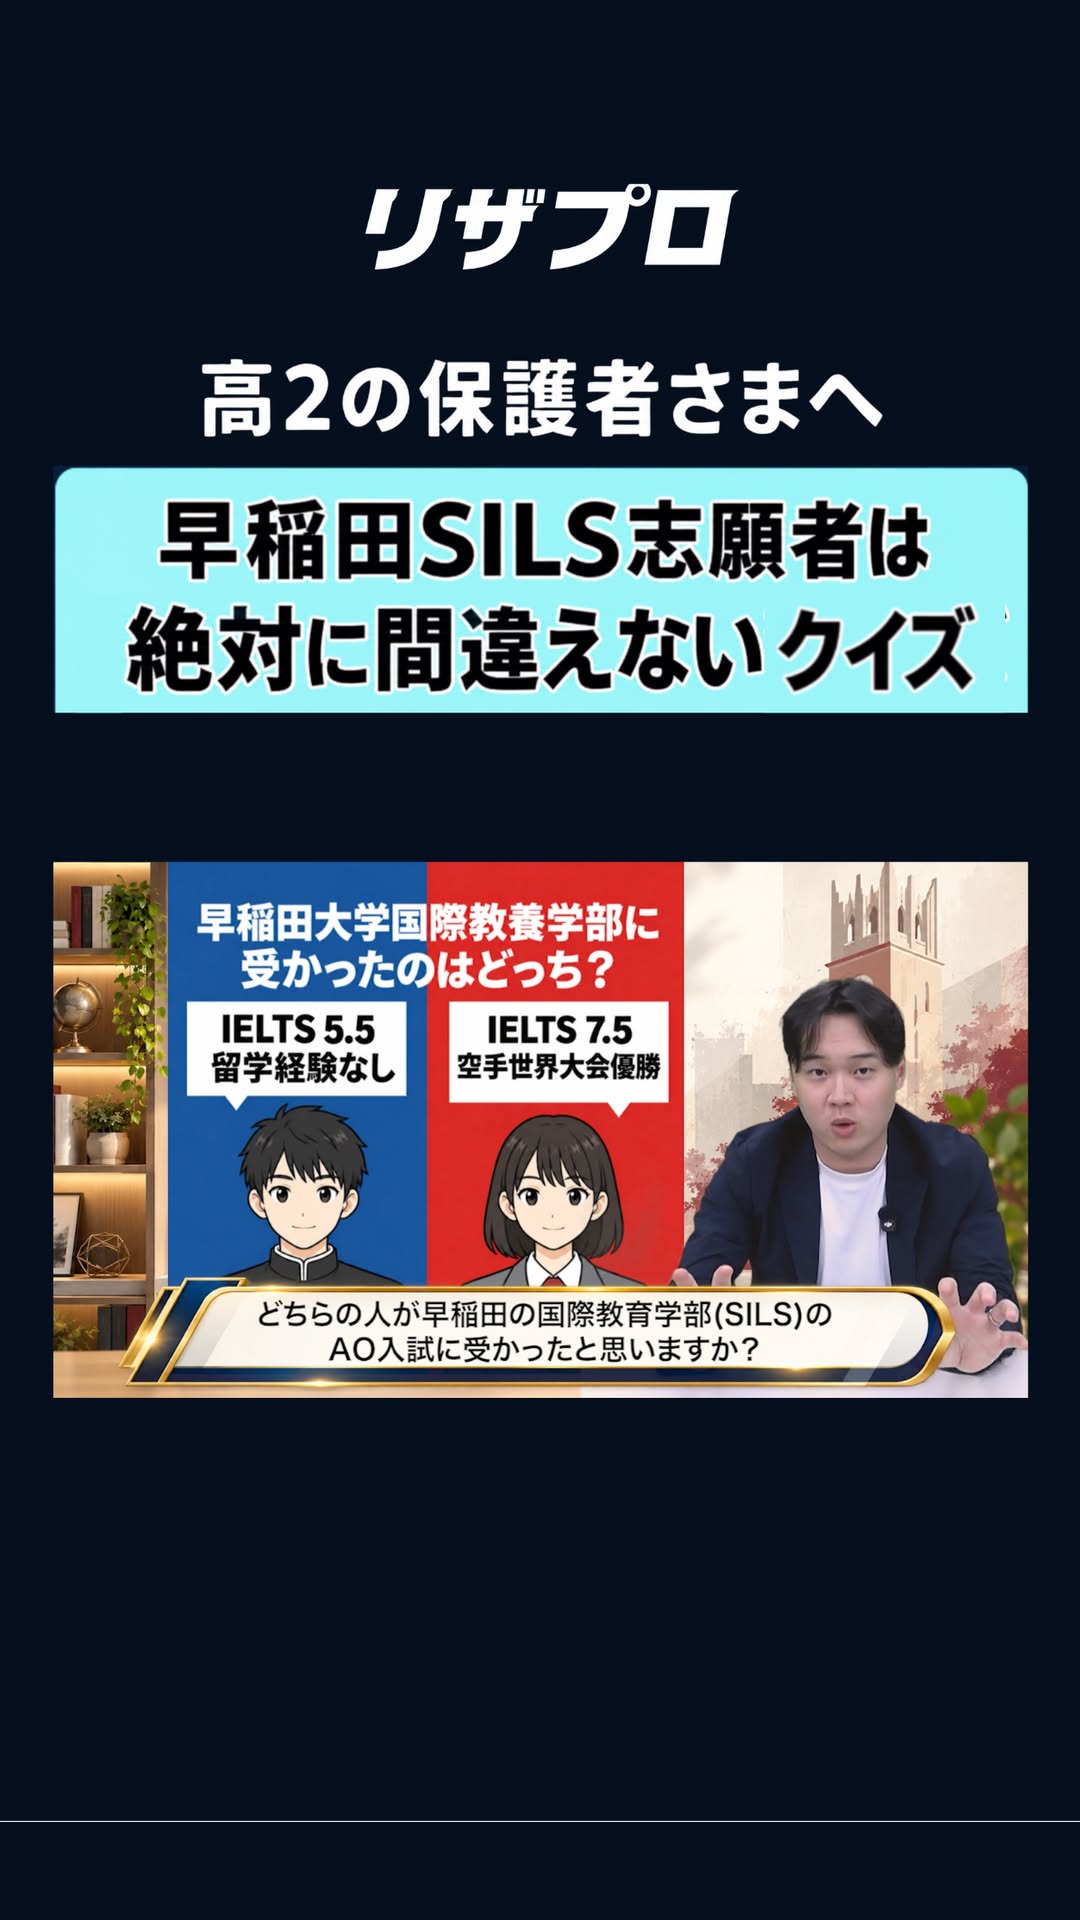 リザプロ
高2の保護者さまへ
早稲田SILS志願者は
絶対に間違えないクイズ
早稲田大学国際教養学部に
受かったのはどっち？
IELTS 5.5
留学経験なし
IELTS 7.5
空手世界大会優勝
どちらの人が早稲田の国際教育学部(SILS)の
AO入試に受かったと思いますか？